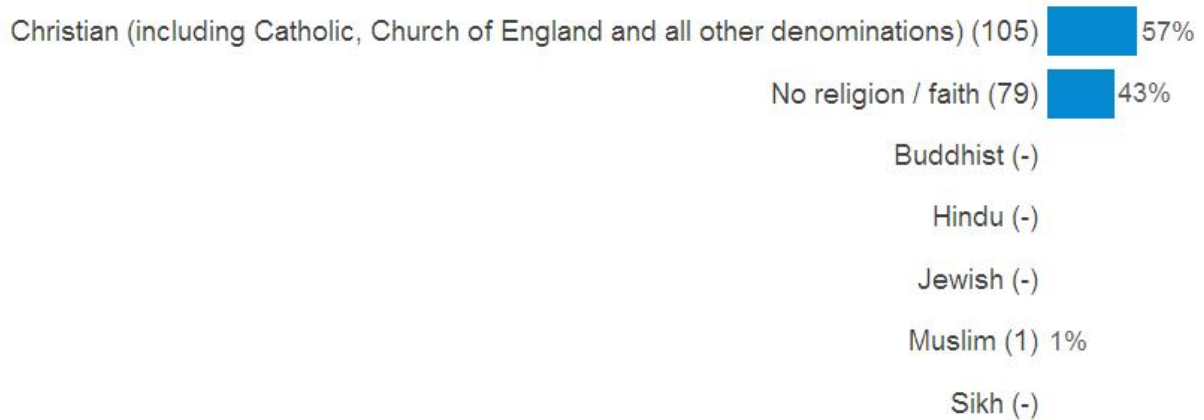 Christian (including Catholic, Church of England and all other denominations) (105) 57%
No religion / faith (79) 43%
Buddhist (-)
Hindu (-)
Jewish (-)
Muslim (1) 1%
Sikh (-)